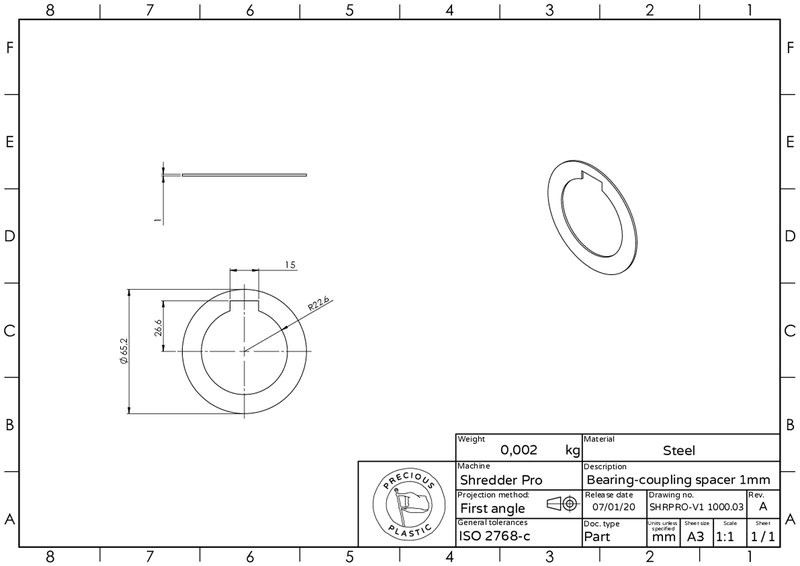 8 7 6 5 4 3 2 1
F F
E E
1
D D
15
R22,6
26,6
Ø65,2
C C
B B
Weight
0,002 kg
Material
Steel
Machine
Shredder Pro
Description
Bearing-coupling spacer 1mm
Projection method:
First angle
Release date
07/01/20
Drawing no.
SHRPRO-V1 1000.03
Rev.
A
General tolerances
ISO 2768-c
Doc. type
Part
Units unless
specified
mm
Sheet size
A3
Scale
1:1
Sheet
1 / 1
PRECIOUS
PLASTIC
A A
8 7 6 5 4 3 2 1